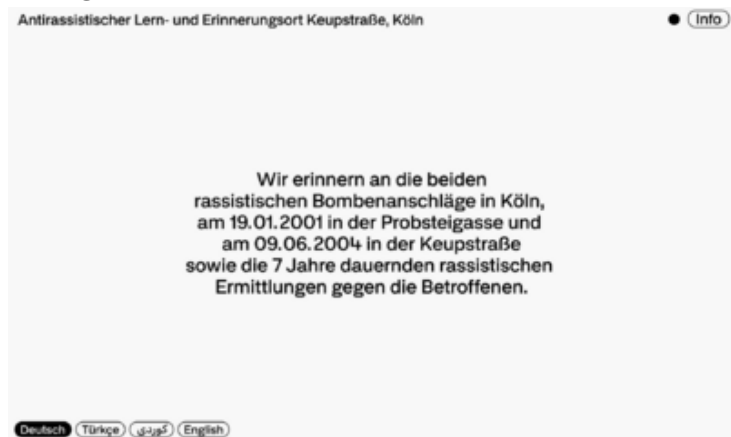 Antirassistischer Lern- und Erinnerungsort Keupstraße, Köln
Info
Wir erinnern an die beiden
rassistischen Bombenanschläge in Köln,
am 19.01.2001 in der Probsteigasse und
am 09.06.2004 in der Keupstraße
sowie die 7 Jahre dauernden rassistischen
Ermittlungen gegen die Betroffenen.
Deutsch Türkçe کوردی English